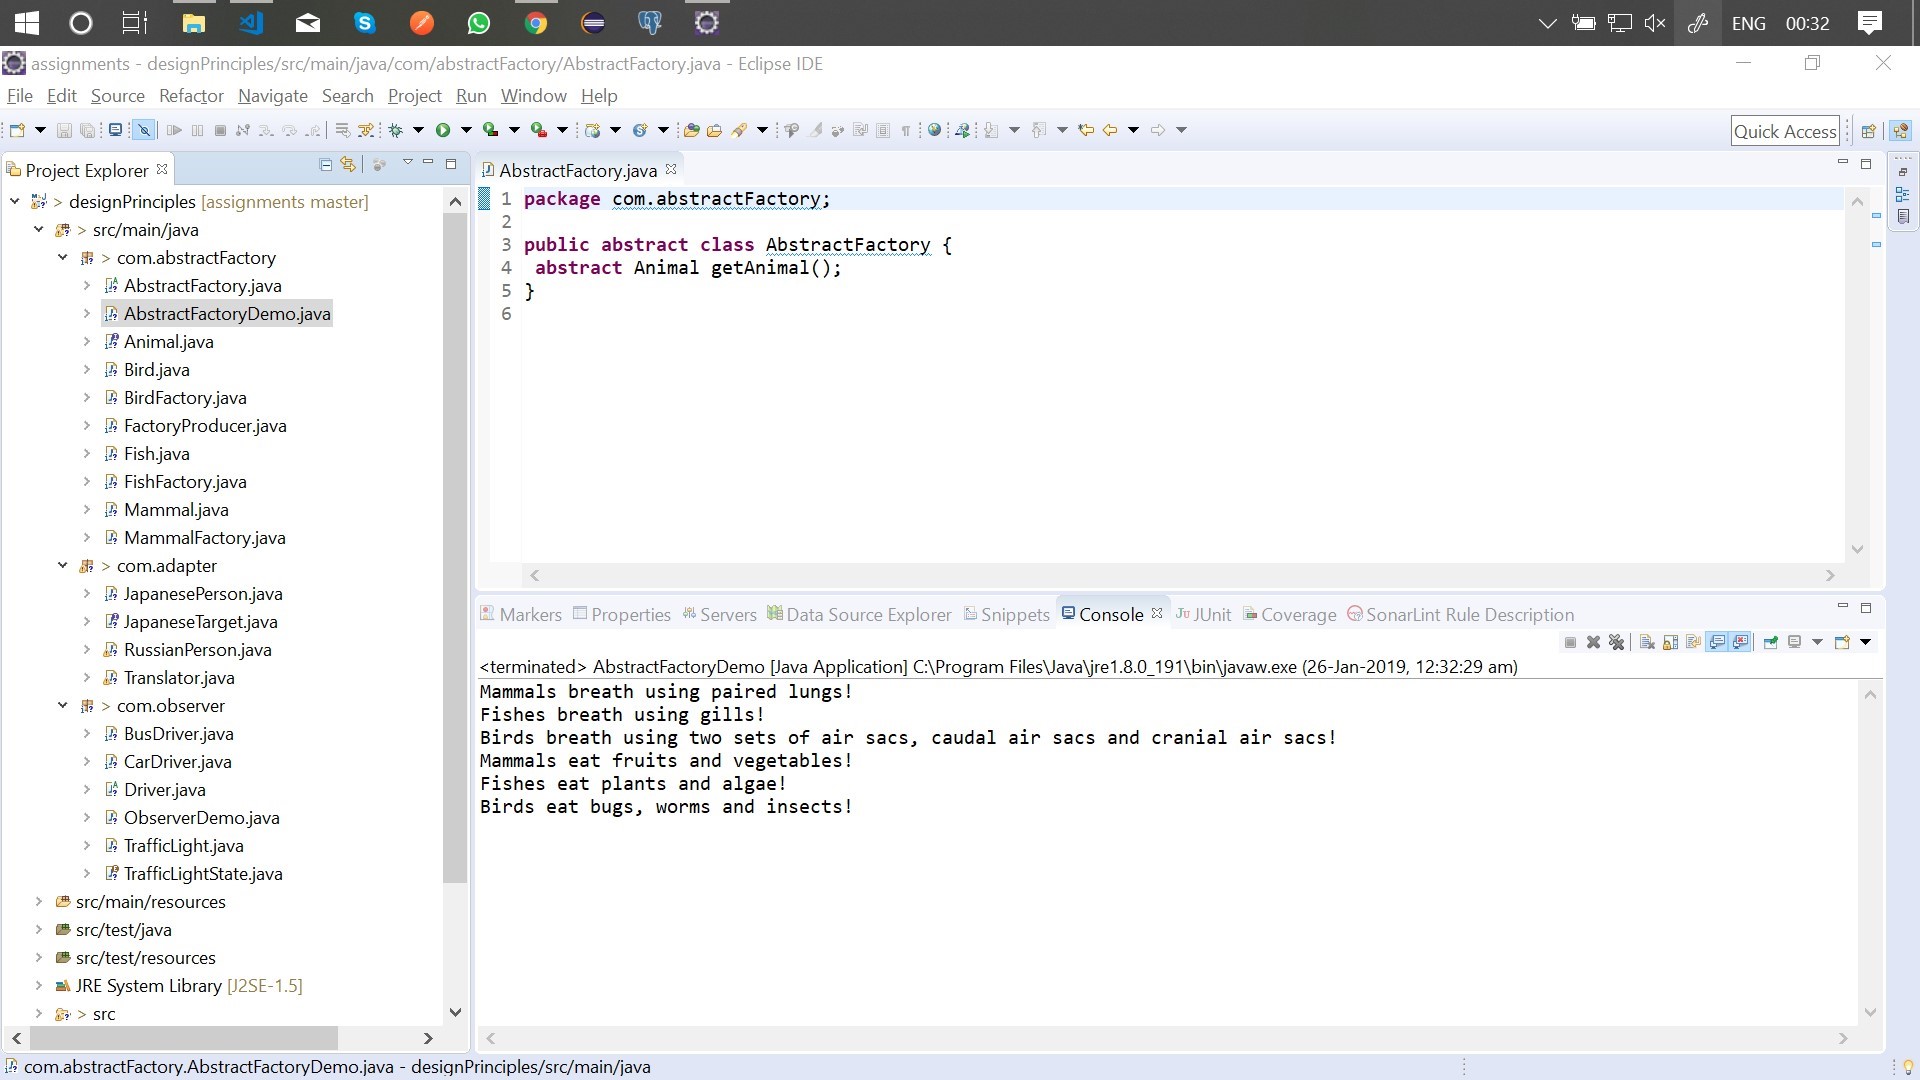 ENG 00:32
assignments - designPrinciples/src/main/java/com/abstractFactory/AbstractFactory.java - Eclipse IDE
File Edit Source Refactor Navigate Search Project Run Window Help
Quick Access
Project Explorer
> designPrinciples [assignments master]
> src/main/java
> com.abstractFactory
AbstractFactory.java
AbstractFactoryDemo.java
Animal.java
Bird.java
BirdFactory.java
FactoryProducer.java
Fish.java
FishFactory.java
Mammal.java
MammalFactory.java
> com.adapter
JapanesePerson.java
JapaneseTarget.java
RussianPerson.java
Translator.java
> com.observer
BusDriver.java
CarDriver.java
Driver.java
ObserverDemo.java
TrafficLight.java
TrafficLightState.java
src/main/resources
src/test/java
src/test/resources
JRE System Library [J2SE-1.5]
> src
AbstractFactory.java
1 package com.abstractFactory;
2
3 public abstract class AbstractFactory {
4 abstract Animal getAnimal();
5 }
6
Markers Properties Servers Data Source Explorer Snippets Console JUnit Coverage SonarLint Rule Description
<terminated> AbstractFactoryDemo [Java Application] C:\Program Files\Java\jre1.8.0_191\bin\javaw.exe (26-Jan-2019, 12:32:29 am)
Mammals breath using paired lungs!
Fishes breath using gills!
Birds breath using two sets of air sacs, caudal air sacs and cranial air sacs!
Mammals eat fruits and vegetables!
Fishes eat plants and algae!
Birds eat bugs, worms and insects!
com.abstractFactory.AbstractFactoryDemo.java - designPrinciples/src/main/java